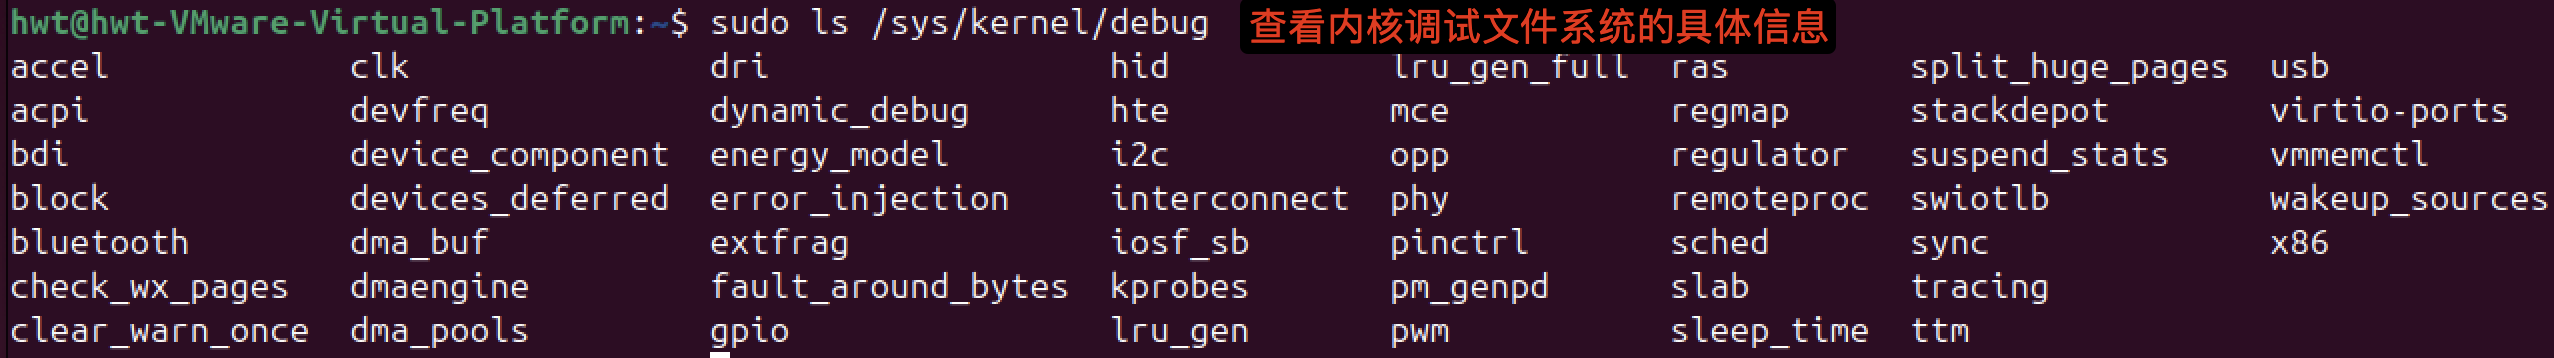 hwt@hwt-VMware-Virtual-Platform:~$ sudo ls /sys/kernel/debug 查看内核调试文件系统的具体信息
accel clk dri hid lru_gen_full ras split_huge_pages usb
acpi devfreq dynamic_debug hte mce regmap stackdepot virtio-ports
bdi device_component energy_model i2c opp regulator suspend_stats vmmemctl
block devices_deferred error_injection interconnect phy remoteproc swiotlb wakeup_sources
bluetooth dma_buf extfrag iosf_sb pinctrl sched sync x86
check_wx_pages dmaengine fault_around_bytes kprobes pm_genpd slab tracing
clear_warn_once dma_pools gpio lru_gen pwm sleep_time ttm